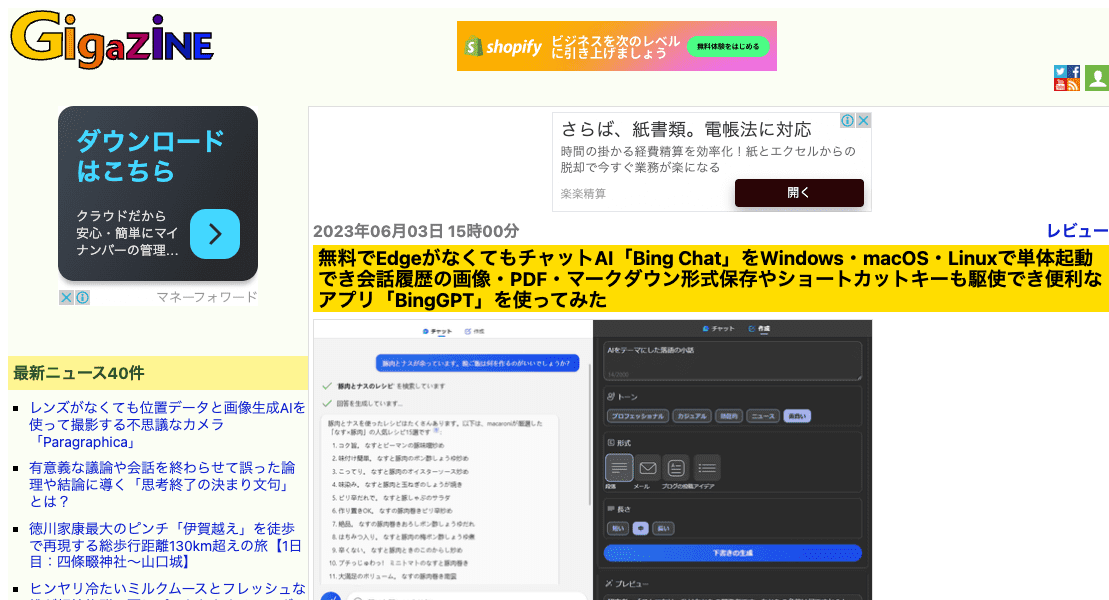 GigaZiNE
shopify
ビジネスを次のレベル
に引き上げましょう
無料体験をはじめる
ダウンロード
はこちら
クラウドだから
安心・簡単にマイ
ナンバーの管理...
マネーフォワード
さらば、紙書類。電帳法に対応
時間の掛かる経費精算を効率化！紙とエクセルからの
脱却で今すぐ業務が楽になる
楽楽精算
開く
2023年06月03日 15時00分
レビュー
無料でEdgeがなくてもチャットAI「Bing Chat」をWindows・macOS・Linuxで単体起動
でき会話履歴の画像・PDF・マークダウン形式保存やショートカットキーも駆使でき便利な
アプリ「BingGPT」を使ってみた
最新ニュース40件
レンズがなくても位置データと画像生成AIを
使って撮影する不思議なカメラ
「Paragraphica」
有意義な議論や会話を終わらせて誤った論
理や結論に導く「思考終了の決まり文句」
とは？
徳川家康最大のピンチ「伊賀越え」を徒歩
で再現する総歩行距離130km超えの旅【1日
目：四條畷神社～山口城】
ヒンヤリ冷たいミルクムースとフレッシュな
チャット
作成
豚肉とナスが余っています。晩ご飯は何を作るのがいいでしょうか？
豚肉とナスのレシピ を検索しています
回答を生成しています...
豚肉とナスを使ったレシピはたくさんあります。以下は、macaroniが厳選した
「なす×豚肉」の人気レシピ15選です
1. コク旨。なすとピーマンの豚味噌炒め
2. 味付け簡単。なすと豚肉のポン酢しょうゆ炒め
3. こってり。なすと豚肉のオイスターソース炒め
4. 味染み。なすと豚肉と玉ねぎのしょうが焼き
5. ピリ辛だれで。なすと豚しゃぶのサラダ
6. 作り置きOK。なすの豚肉巻きピリ辛炒め
7. 絶品。なすの豚肉巻きおろしポン酢しょうゆだれ
8. はちみつ入り。なすと豚肉の梅ポン酢しょうゆ煮
9. 辛くない。なすと豚肉ときのこのからし炒め
10. プチっじゅわっ！ミニトマトのなすと豚肉巻き
11. 大満足のボリューム。なすの豚肉巻き南蛮
チャット
作成
AIをテーマにした落語の小話
14/2000
トーン
プロフェッショナル
カジュアル
熱狂的
ニュース
面白い
形式
段落
メール
ブログの投稿
アイデア
長さ
短い
中
長い
下書きの生成
プレビュー